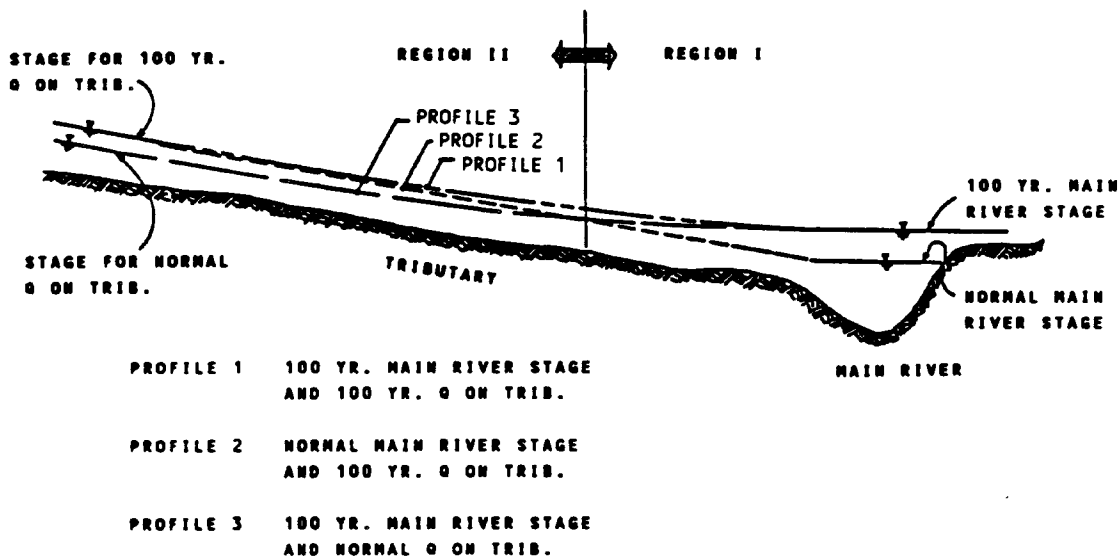 STAGE FOR 100 YR.
Q ON TRIB.
REGION II
REGION I
PROFILE 3
PROFILE 2
PROFILE 1
100 YR. MAIN
RIVER STAGE
STAGE FOR NORMAL
Q ON TRIB.
TRIBUTARY
NORMAL MAIN
RIVER STAGE
MAIN RIVER
PROFILE 1 100 YR. MAIN RIVER STAGE
AND 100 YR. Q ON TRIB.
PROFILE 2 NORMAL MAIN RIVER STAGE
AND 100 YR. Q ON TRIB.
PROFILE 3 100 YR. MAIN RIVER STAGE
AND NORMAL Q ON TRIB.